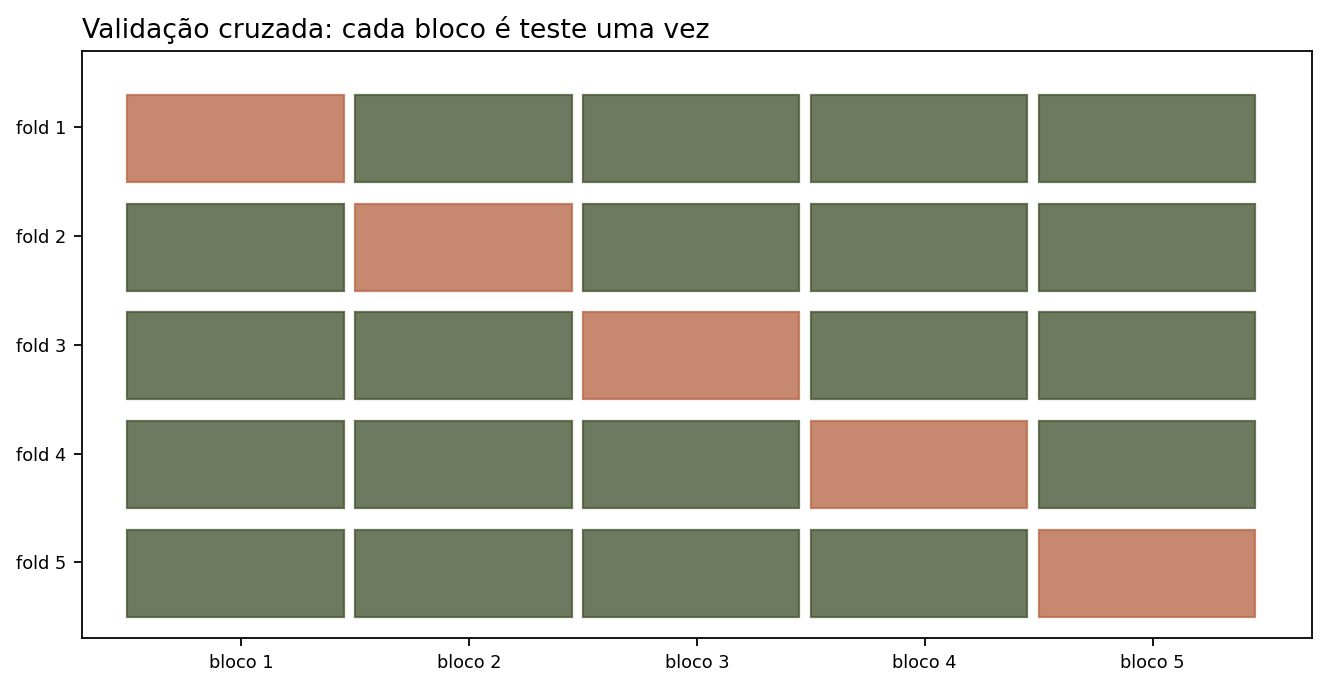 Validação cruzada: cada bloco é teste uma vez
fold 1
fold 2
fold 3
fold 4
fold 5
bloco 1 bloco 2 bloco 3 bloco 4 bloco 5